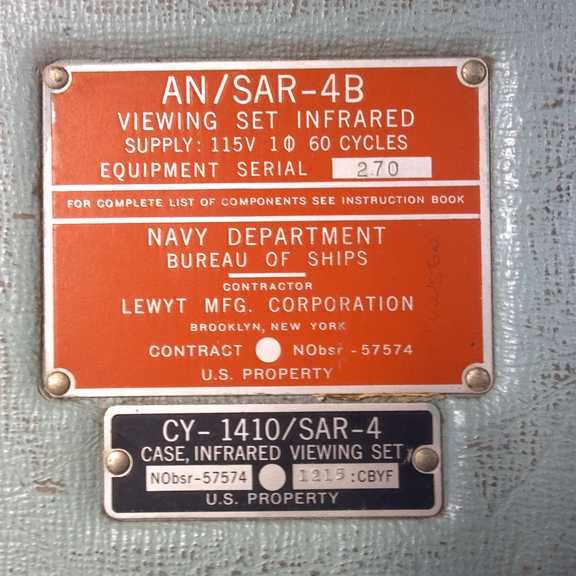 AN/SAR-4B
VIEWING SET INFRARED
SUPPLY: 115V 1Φ 60 CYCLES
EQUIPMENT SERIAL 270
FOR COMPLETE LIST OF COMPONENTS SEE INSTRUCTION BOOK
NAVY DEPARTMENT
BUREAU OF SHIPS
CONTRACTOR
LEWYT MFG. CORPORATION
BROOKLYN, NEW YORK
CONTRACT NObsr-57574
U.S. PROPERTY
CY-1410/SAR-4
CASE, INFRARED VIEWING SET,
NObsr-57574 1215:CBYF
U.S. PROPERTY